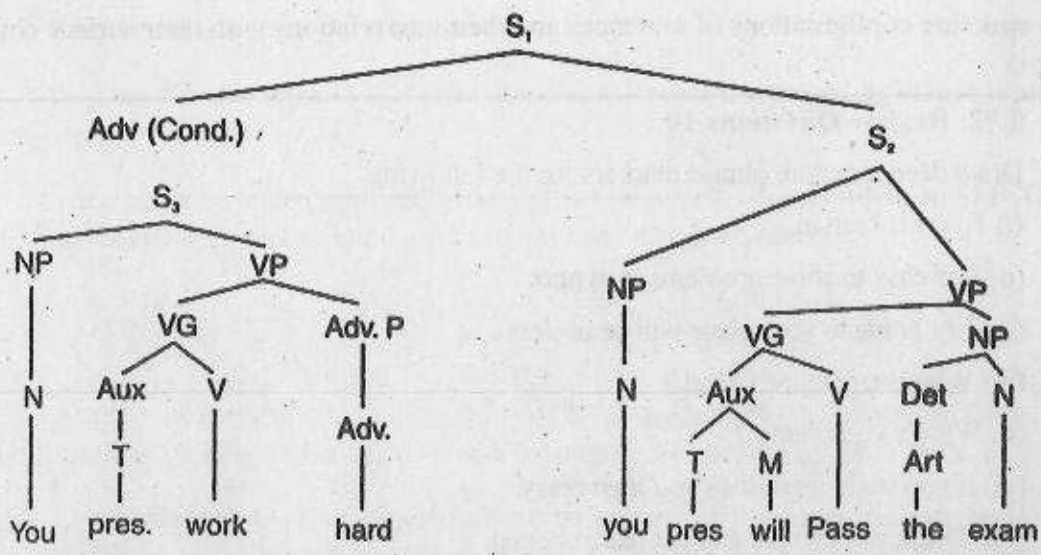 S₁
Adv (Cond.) S₂
S₃
NP VP NP VP
VG Adv. P VG NP
N Aux V N Aux V Det N
Adv.
T T M Art
You pres. work hard you pres will Pass the exam